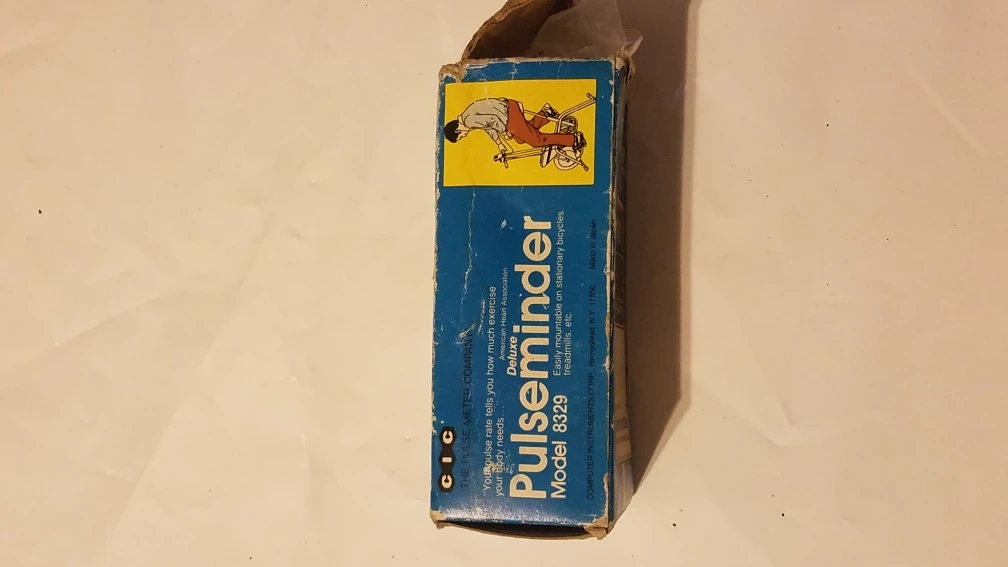 CIC
THE PULSE METER COMPANY
"Your pulse rate tells you how much exercise
your body needs...."
American Heart Association
Deluxe
Pulseminder
Model 8329
Easily mountable on stationary bicycles,
treadmills, etc.
COMPUTER INSTRUMENTS CORP. Hempstead, N.Y. 11550 Made in Japan